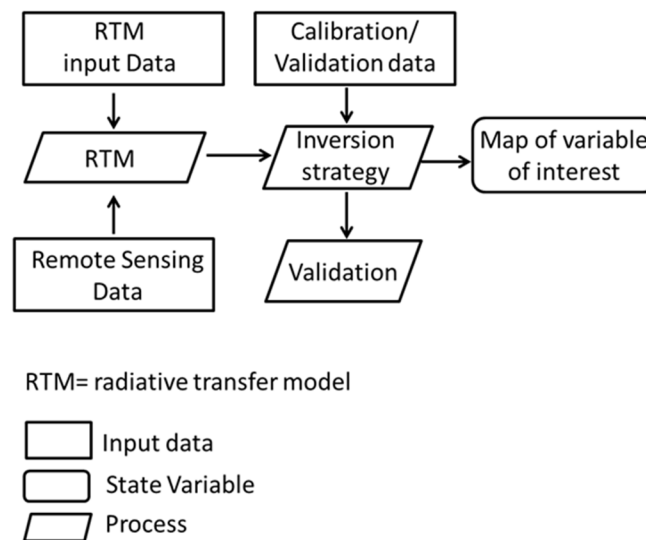 RTM
input Data
Calibration/
Validation data
RTM
Inversion
strategy
Map of variable
of interest
Remote Sensing
Data
Validation
RTM= radiative transfer model
Input data
State Variable
Process